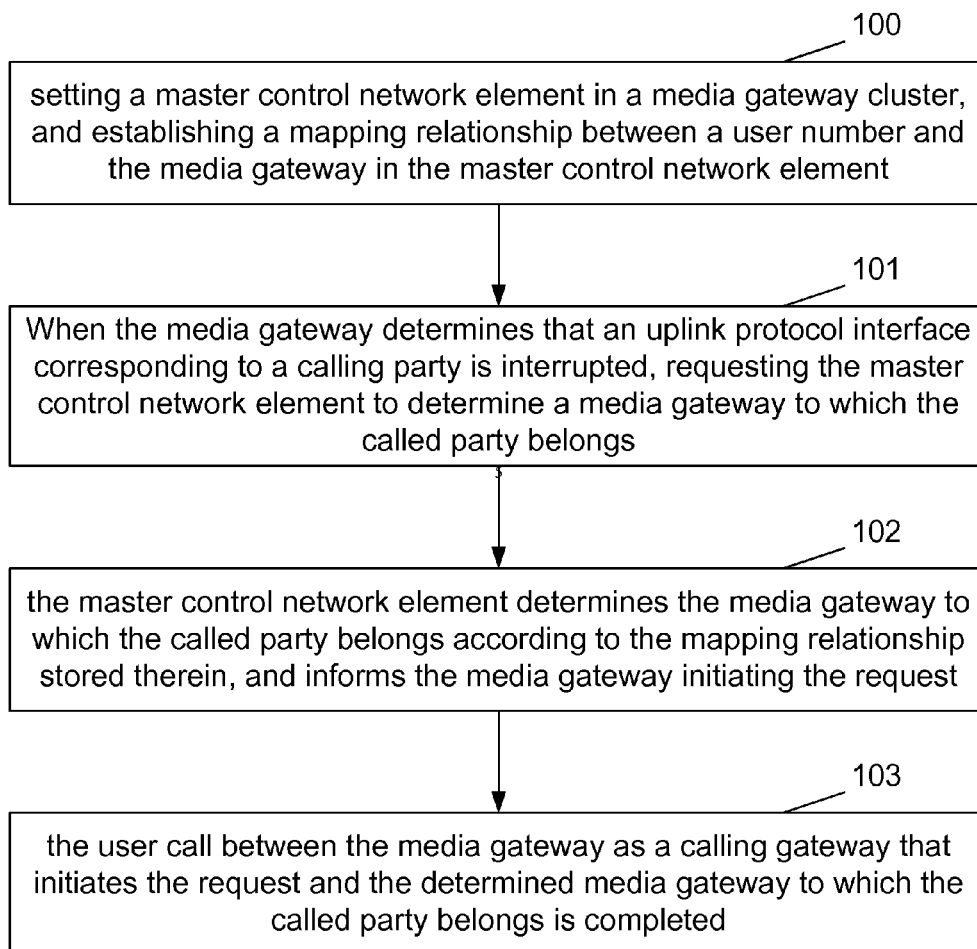 100
setting a master control network element in a media gateway cluster,
and establishing a mapping relationship between a user number and
the media gateway in the master control network element
101
When the media gateway determines that an uplink protocol interface
corresponding to a calling party is interrupted, requesting the master
control network element to determine a media gateway to which the
called party belongs
s
102
the master control network element determines the media gateway to
which the called party belongs according to the mapping relationship
stored therein, and informs the media gateway initiating the request
103
the user call between the media gateway as a calling gateway that
initiates the request and the determined media gateway to which the
called party belongs is completed